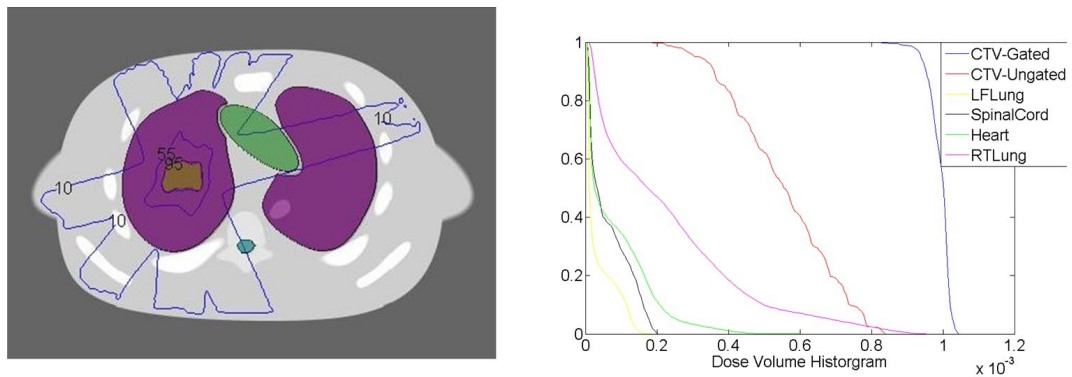 55
95
10
10
10
1
0.8
0.6
0.4
0.2
0
0
0.2
0.4
0.6
0.8
1
1.2
x 10⁻³
Dose Volume Historgram
CTV-Gated
CTV-Ungated
LFLung
SpinalCord
Heart
RTLung